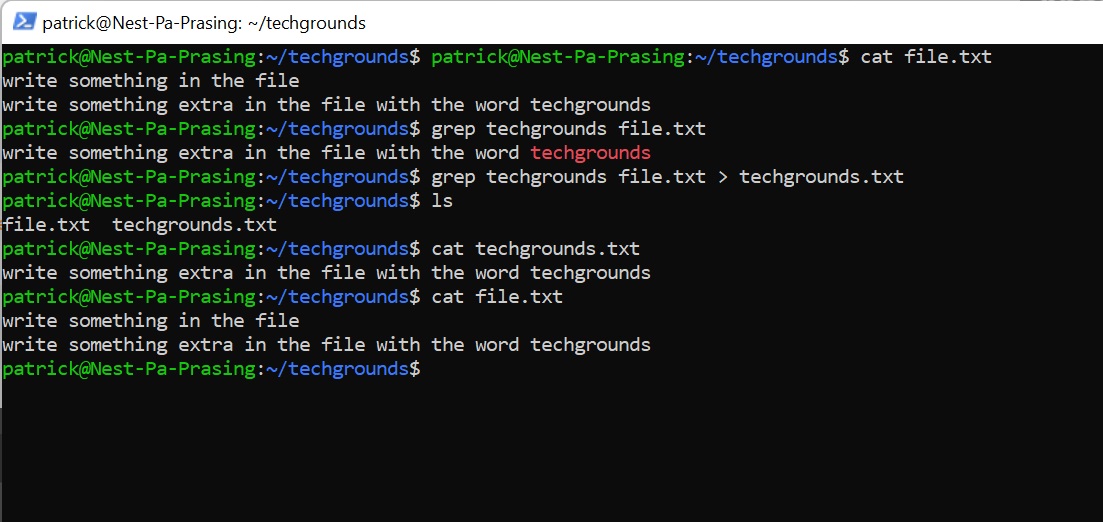 patrick@Nest-Pa-Prasing: ~/techgrounds
patrick@Nest-Pa-Prasing:~/techgrounds$ patrick@Nest-Pa-Prasing:~/techgrounds$ cat file.txt
write something in the file
write something extra in the file with the word techgrounds
patrick@Nest-Pa-Prasing:~/techgrounds$ grep techgrounds file.txt
write something extra in the file with the word techgrounds
patrick@Nest-Pa-Prasing:~/techgrounds$ grep techgrounds file.txt > techgrounds.txt
patrick@Nest-Pa-Prasing:~/techgrounds$ ls
file.txt  techgrounds.txt
patrick@Nest-Pa-Prasing:~/techgrounds$ cat techgrounds.txt
write something extra in the file with the word techgrounds
patrick@Nest-Pa-Prasing:~/techgrounds$ cat file.txt
write something in the file
write something extra in the file with the word techgrounds
patrick@Nest-Pa-Prasing:~/techgrounds$